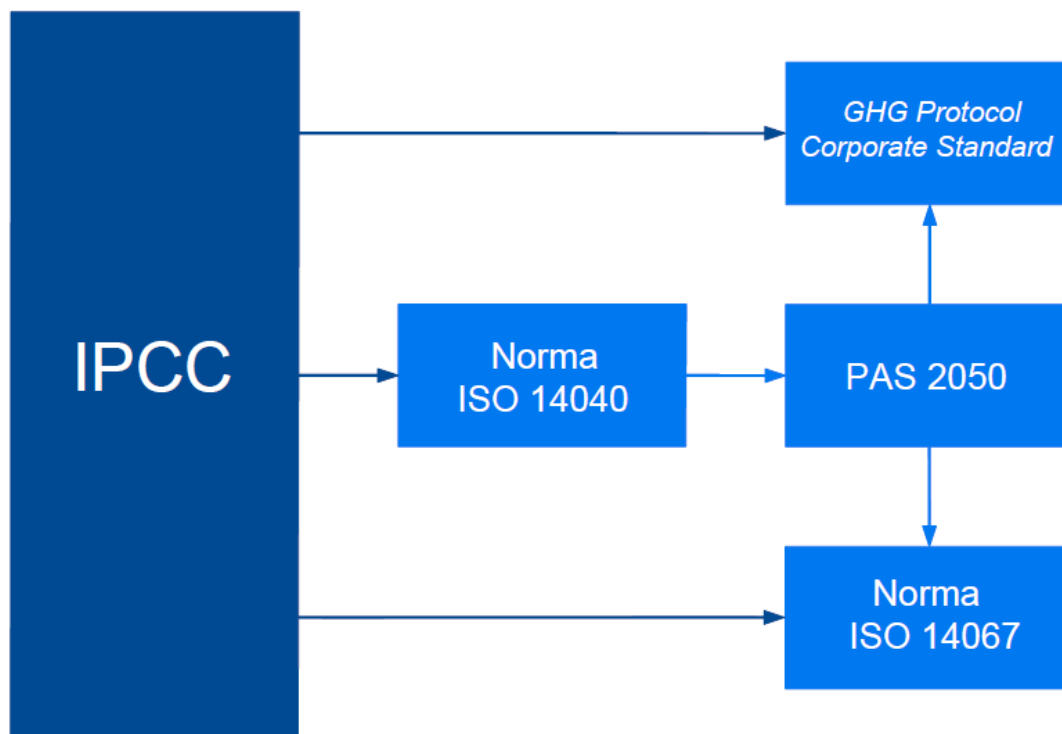 IPCC
GHG Protocol
Corporate Standard
Norma
ISO 14040
PAS 2050
Norma
ISO 14067